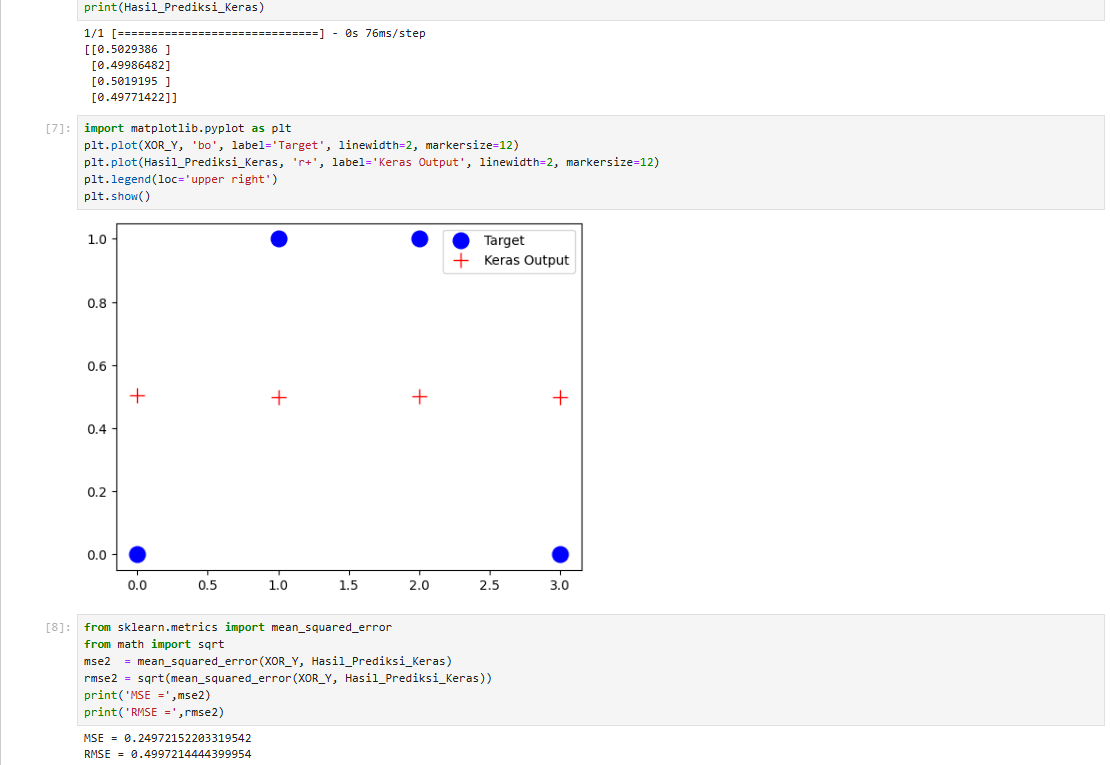 print(Hasil_Prediksi_Keras)
1/1 [==============================] - 0s 76ms/step
[[0.5029386 ]
 [0.49986482]
 [0.5019195 ]
 [0.49771422]]
[7]: import matplotlib.pyplot as plt
plt.plot(XOR_Y, 'bo', label='Target', linewidth=2, markersize=12)
plt.plot(Hasil_Prediksi_Keras, 'r+', label='Keras Output', linewidth=2, markersize=12)
plt.legend(loc='upper right')
plt.show()
Target
Keras Output
1.0
0.8
0.6
0.4
0.2
0.0
0.0 0.5 1.0 1.5 2.0 2.5 3.0
[8]: from sklearn.metrics import mean_squared_error
from math import sqrt
mse2  = mean_squared_error(XOR_Y, Hasil_Prediksi_Keras)
rmse2 = sqrt(mean_squared_error(XOR_Y, Hasil_Prediksi_Keras))
print('MSE =',mse2)
print('RMSE =',rmse2)
MSE = 0.24972152203319542
RMSE = 0.4997214444399954